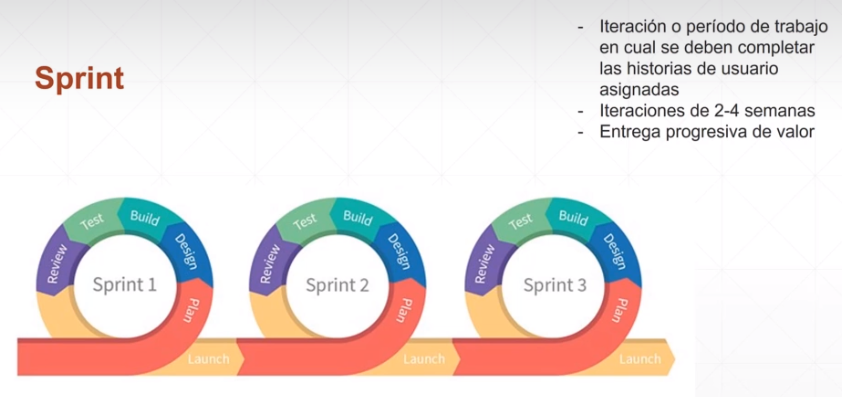 Sprint
- Iteración o período de trabajo
en cual se deben completar
las historias de usuario
asignadas
- Iteraciones de 2-4 semanas
- Entrega progresiva de valor
Sprint 1
Plan
Design
Build
Test
Review
Launch
Sprint 2
Plan
Design
Build
Test
Review
Launch
Sprint 3
Plan
Design
Build
Test
Review
Launch